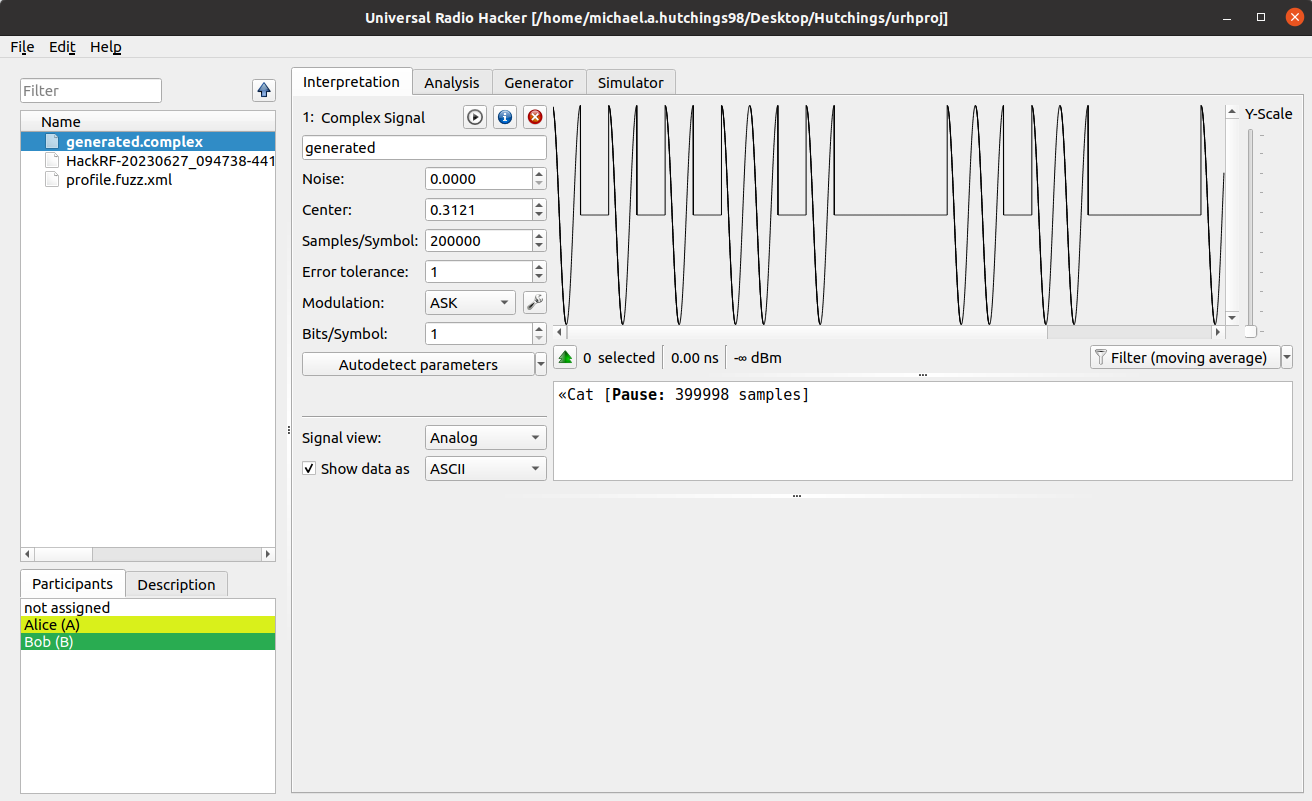 Universal Radio Hacker [/home/michael.a.hutchings98/Desktop/Hutchings/urhproj]
File Edit Help
Filter
Name
generated.complex
HackRF-20230627_094738-441
profile.fuzz.xml
Participants Description
not assigned
Alice (A)
Bob (B)
Interpretation Analysis Generator Simulator
1: Complex Signal
generated
Noise: 0.0000
Center: 0.3121
Samples/Symbol: 200000
Error tolerance: 1
Modulation: ASK
Bits/Symbol: 1
Autodetect parameters
Signal view: Analog
Show data as ASCII
Y-Scale
0 selected 0.00 ns -∞ dBm Filter (moving average)
«Cat [Pause: 399998 samples]